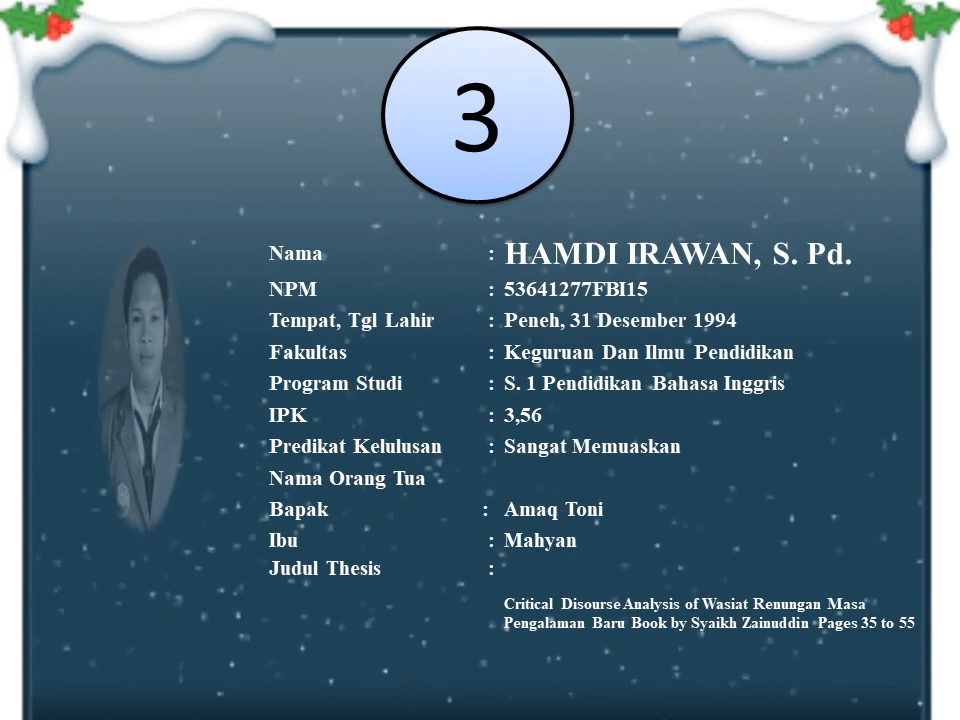 3
Nama : HAMDI IRAWAN, S. Pd.
NPM : 53641277FBI15
Tempat, Tgl Lahir : Peneh, 31 Desember 1994
Fakultas : Keguruan Dan Ilmu Pendidikan
Program Studi : S. 1 Pendidikan Bahasa Inggris
IPK : 3,56
Predikat Kelulusan : Sangat Memuaskan
Nama Orang Tua
Bapak : Amaq Toni
Ibu : Mahyan
Judul Thesis :
Critical Disourse Analysis of Wasiat Renungan Masa
Pengalaman Baru Book by Syaikh Zainuddin Pages 35 to 55